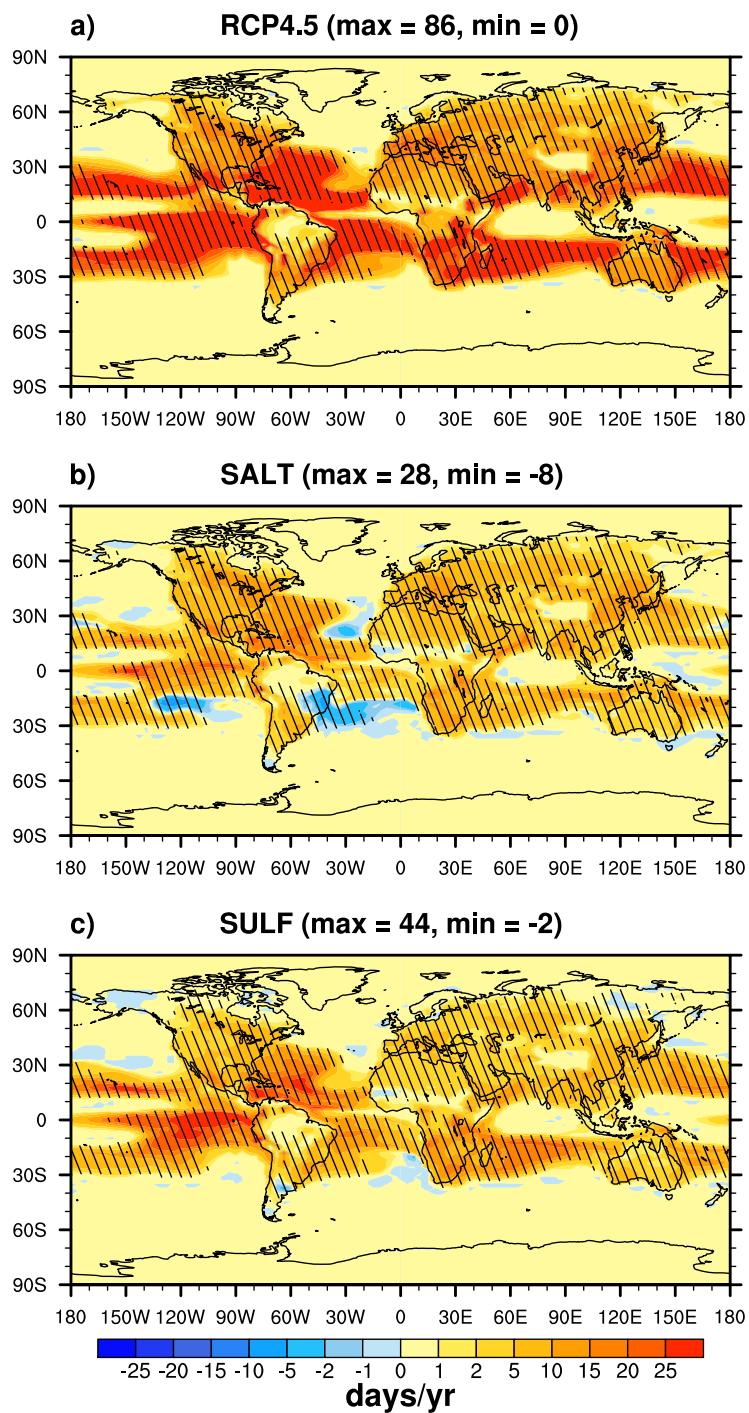 a) RCP4.5 (max = 86, min = 0)
90N
60N
30N
0
30S
60S
90S
180 150W 120W 90W 60W 30W 0 30E 60E 90E 120E 150E 180
b) SALT (max = 28, min = -8)
90N
60N
30N
0
30S
60S
90S
180 150W 120W 90W 60W 30W 0 30E 60E 90E 120E 150E 180
c) SULF (max = 44, min = -2)
90N
60N
30N
0
30S
60S
90S
180 150W 120W 90W 60W 30W 0 30E 60E 90E 120E 150E 180
-25 -20 -15 -10 -5 -2 -1 0 1 2 5 10 15 20 25
days/yr